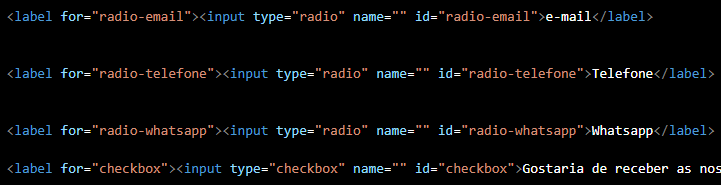 <label for="radio-email"><input type="radio" name="" id="radio-email">e-mail</label>
<label for="radio-telefone"><input type="radio" name="" id="radio-telefone">Telefone</label>
<label for="radio-whatsapp"><input type="radio" name="" id="radio-whatsapp">Whatsapp</label>
<label for="checkbox"><input type="checkbox" name="" id="checkbox">Gostaria de receber as nos